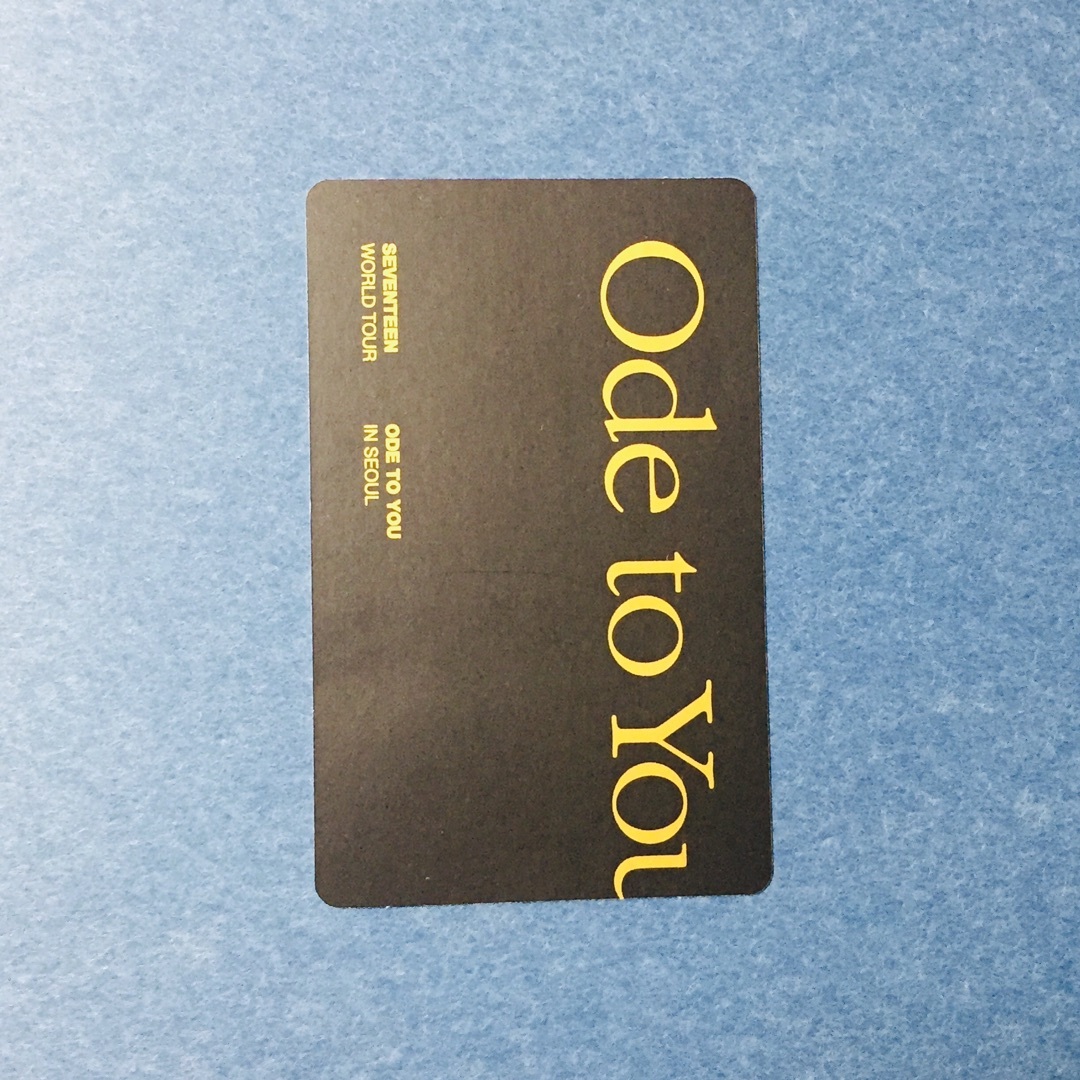 Ode to You
SEVENTEEN
WORLD TOUR
ODE TO YOU
IN SEOUL